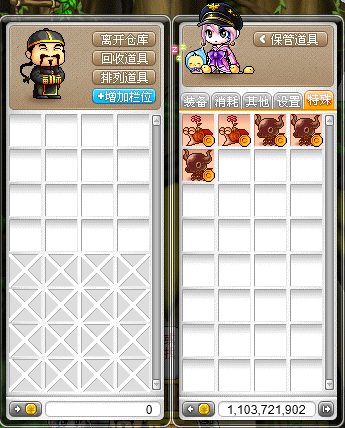 离开仓库
回收道具
排列道具
+增加栏位
0
保管道具
装备 消耗 其他 设置 特殊
z z z
1,103,721,902